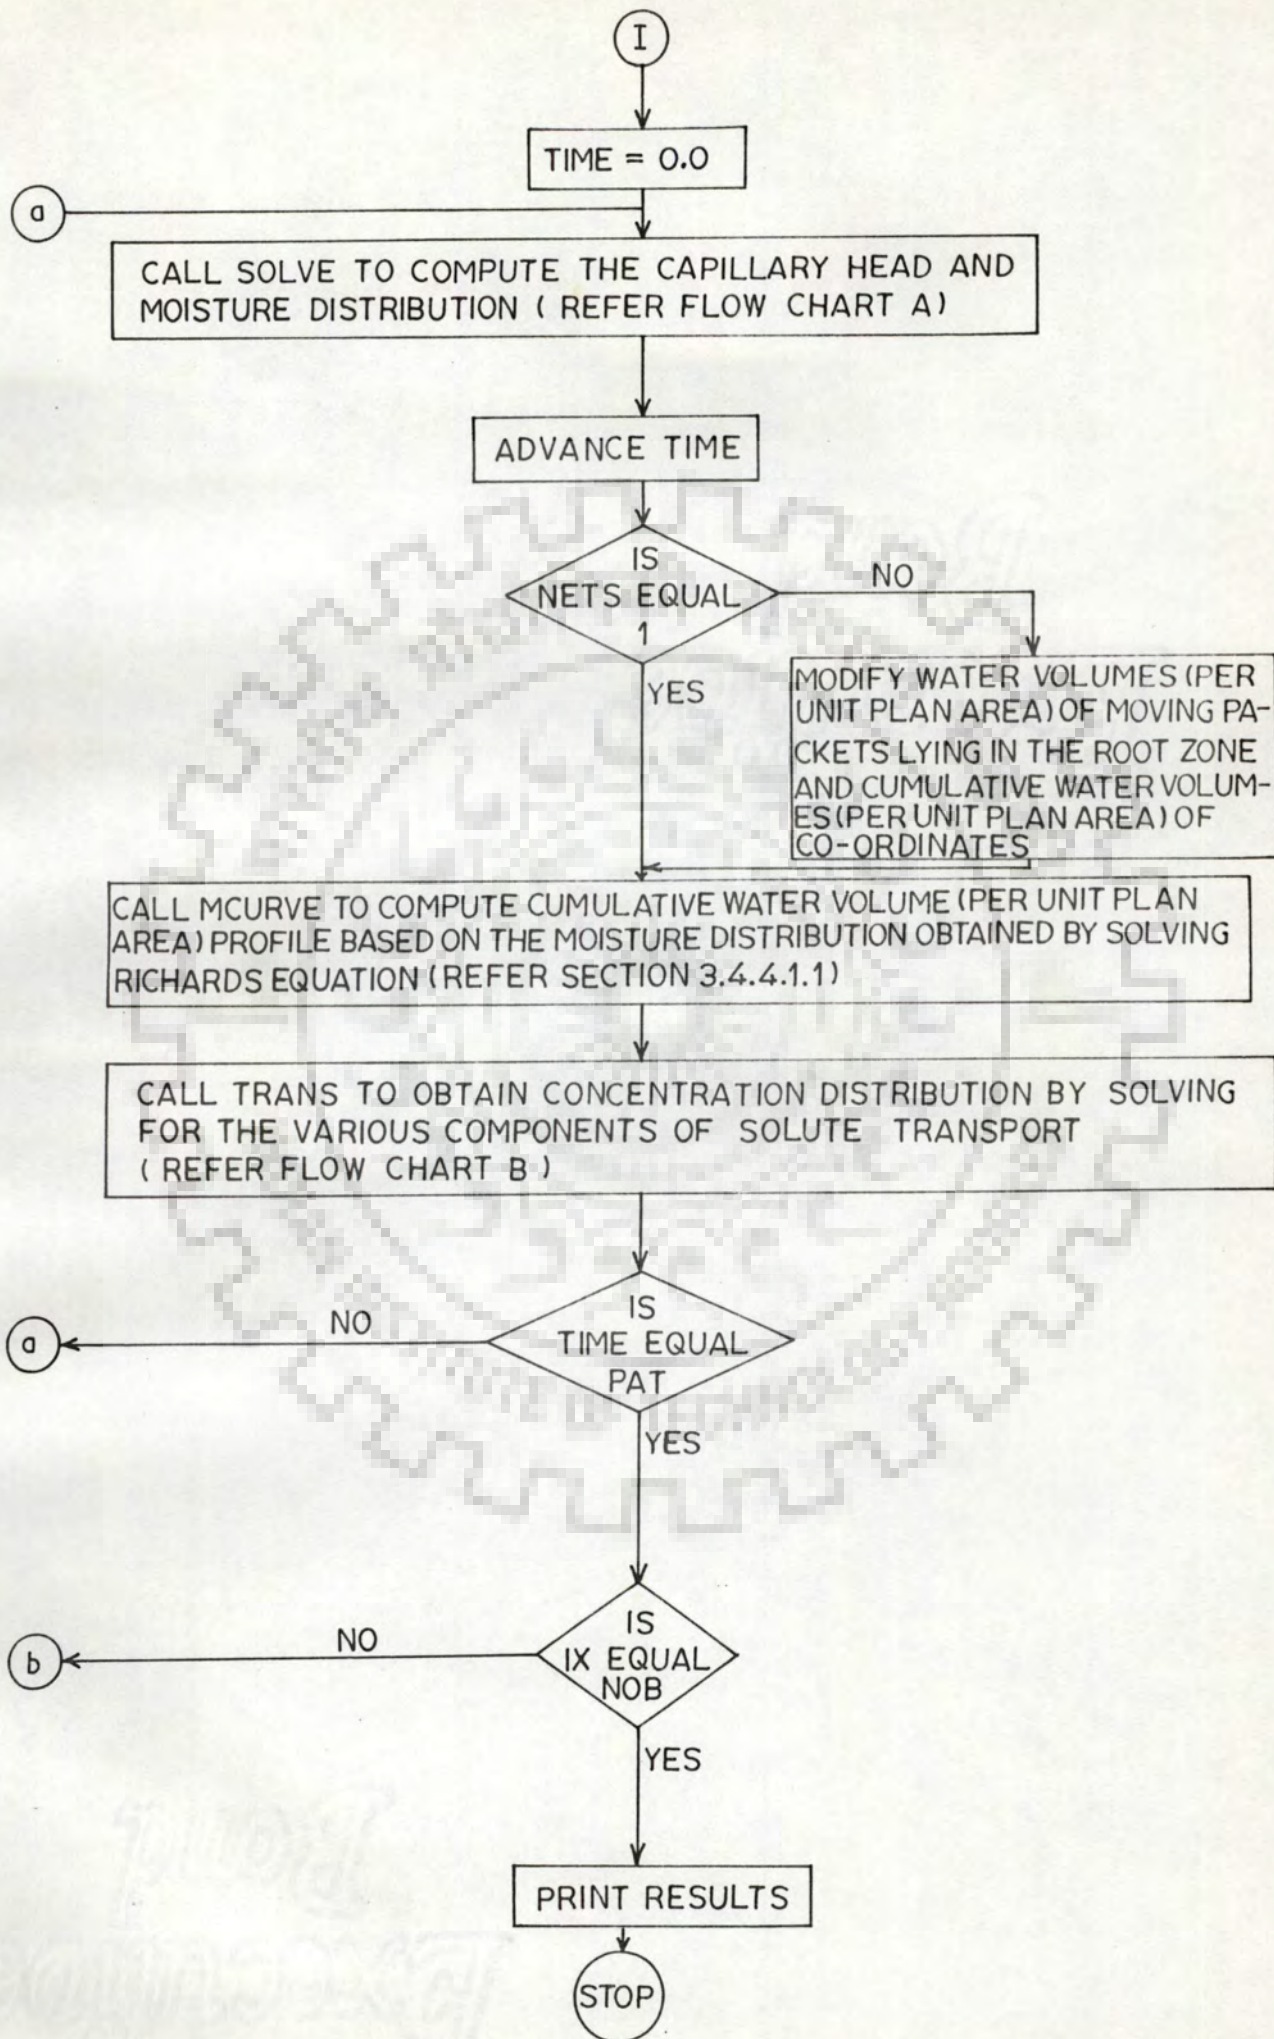 I
TIME = 0.0
a
CALL SOLVE TO COMPUTE THE CAPILLARY HEAD AND
MOISTURE DISTRIBUTION ( REFER FLOW CHART A)
ADVANCE TIME
IS
NETS EQUAL
1
NO
YES
MODIFY WATER VOLUMES (PER
UNIT PLAN AREA) OF MOVING PA-
CKETS LYING IN THE ROOT ZONE
AND CUMULATIVE WATER VOLUM-
ES (PER UNIT PLAN AREA) OF
CO-ORDINATES
CALL MCURVE TO COMPUTE CUMULATIVE WATER VOLUME (PER UNIT PLAN
AREA) PROFILE BASED ON THE MOISTURE DISTRIBUTION OBTAINED BY SOLVING
RICHARDS EQUATION (REFER SECTION 3.4.4.1.1)
CALL TRANS TO OBTAIN CONCENTRATION DISTRIBUTION BY SOLVING
FOR THE VARIOUS COMPONENTS OF SOLUTE TRANSPORT
( REFER FLOW CHART B )
IS
TIME EQUAL
PAT
NO
a
YES
IS
IX EQUAL
NOB
NO
b
YES
PRINT RESULTS
STOP